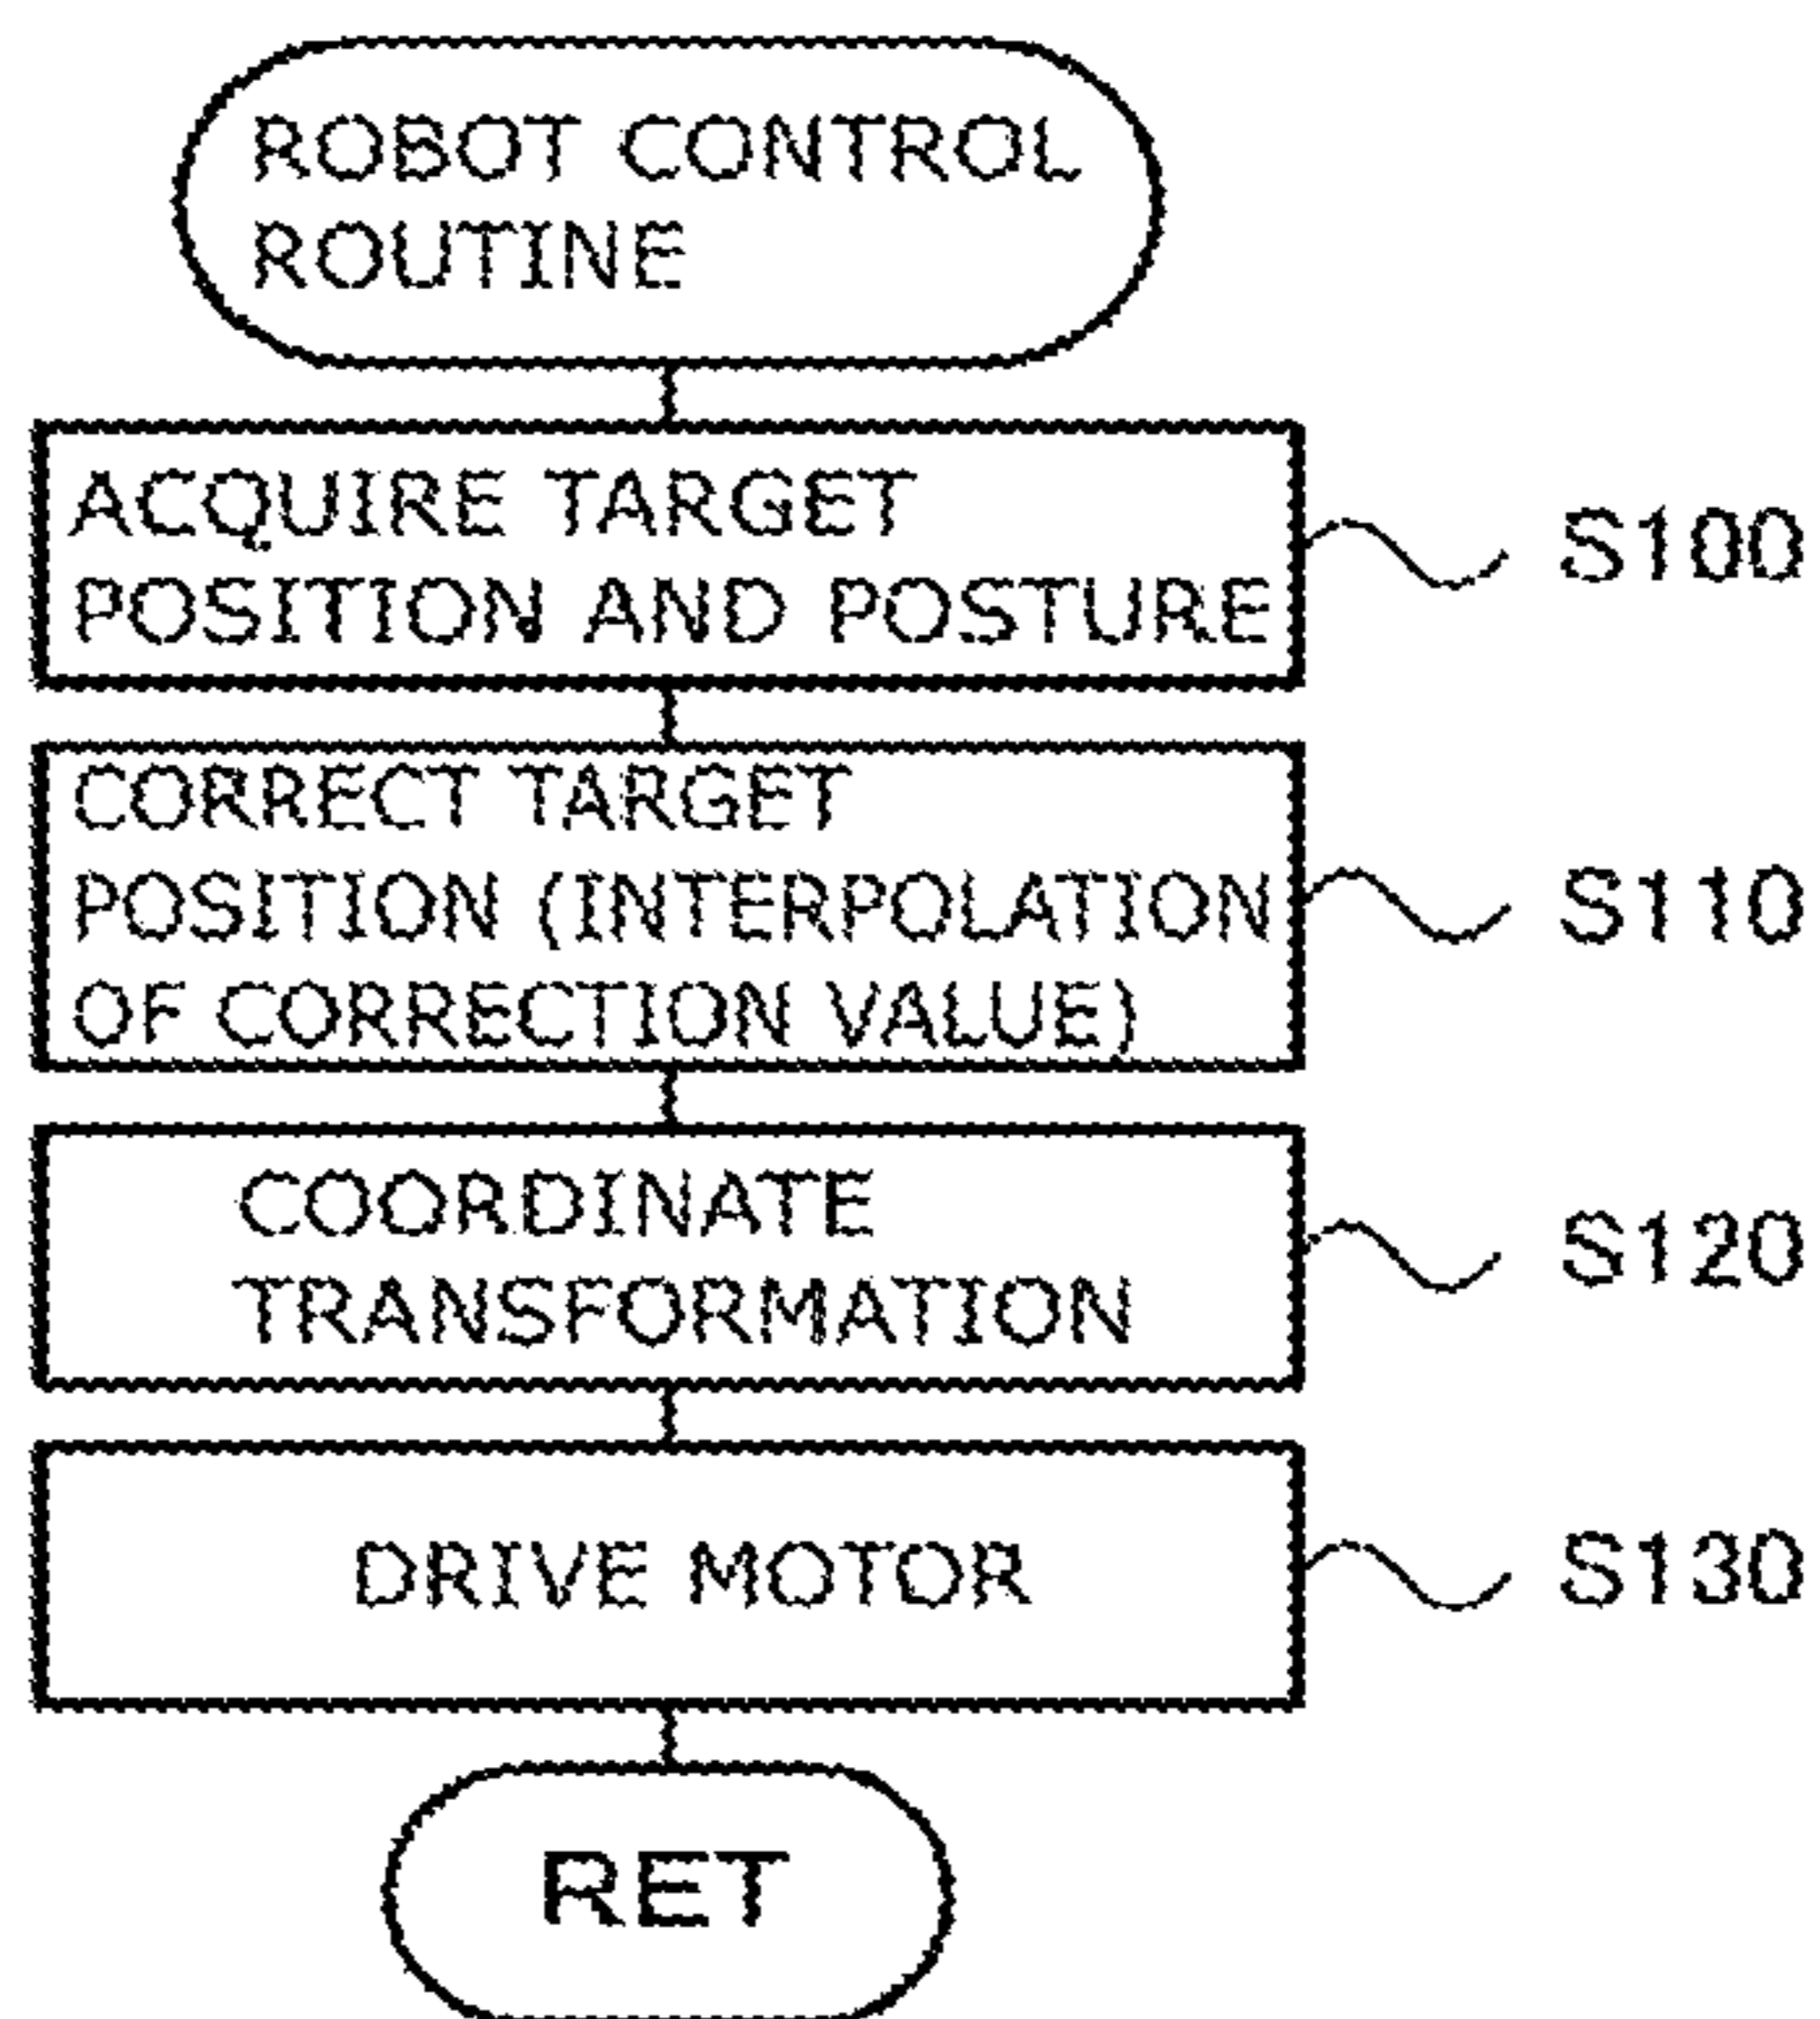 ROBOT CONTROL
ROUTINE
ACQUIRE TARGET
POSITION AND POSTURE
S100
CORRECT TARGET
POSITION (INTERPOLATION
OF CORRECTION VALUE)
S110
COORDINATE
TRANSFORMATION
S120
DRIVE MOTOR
S130
RET